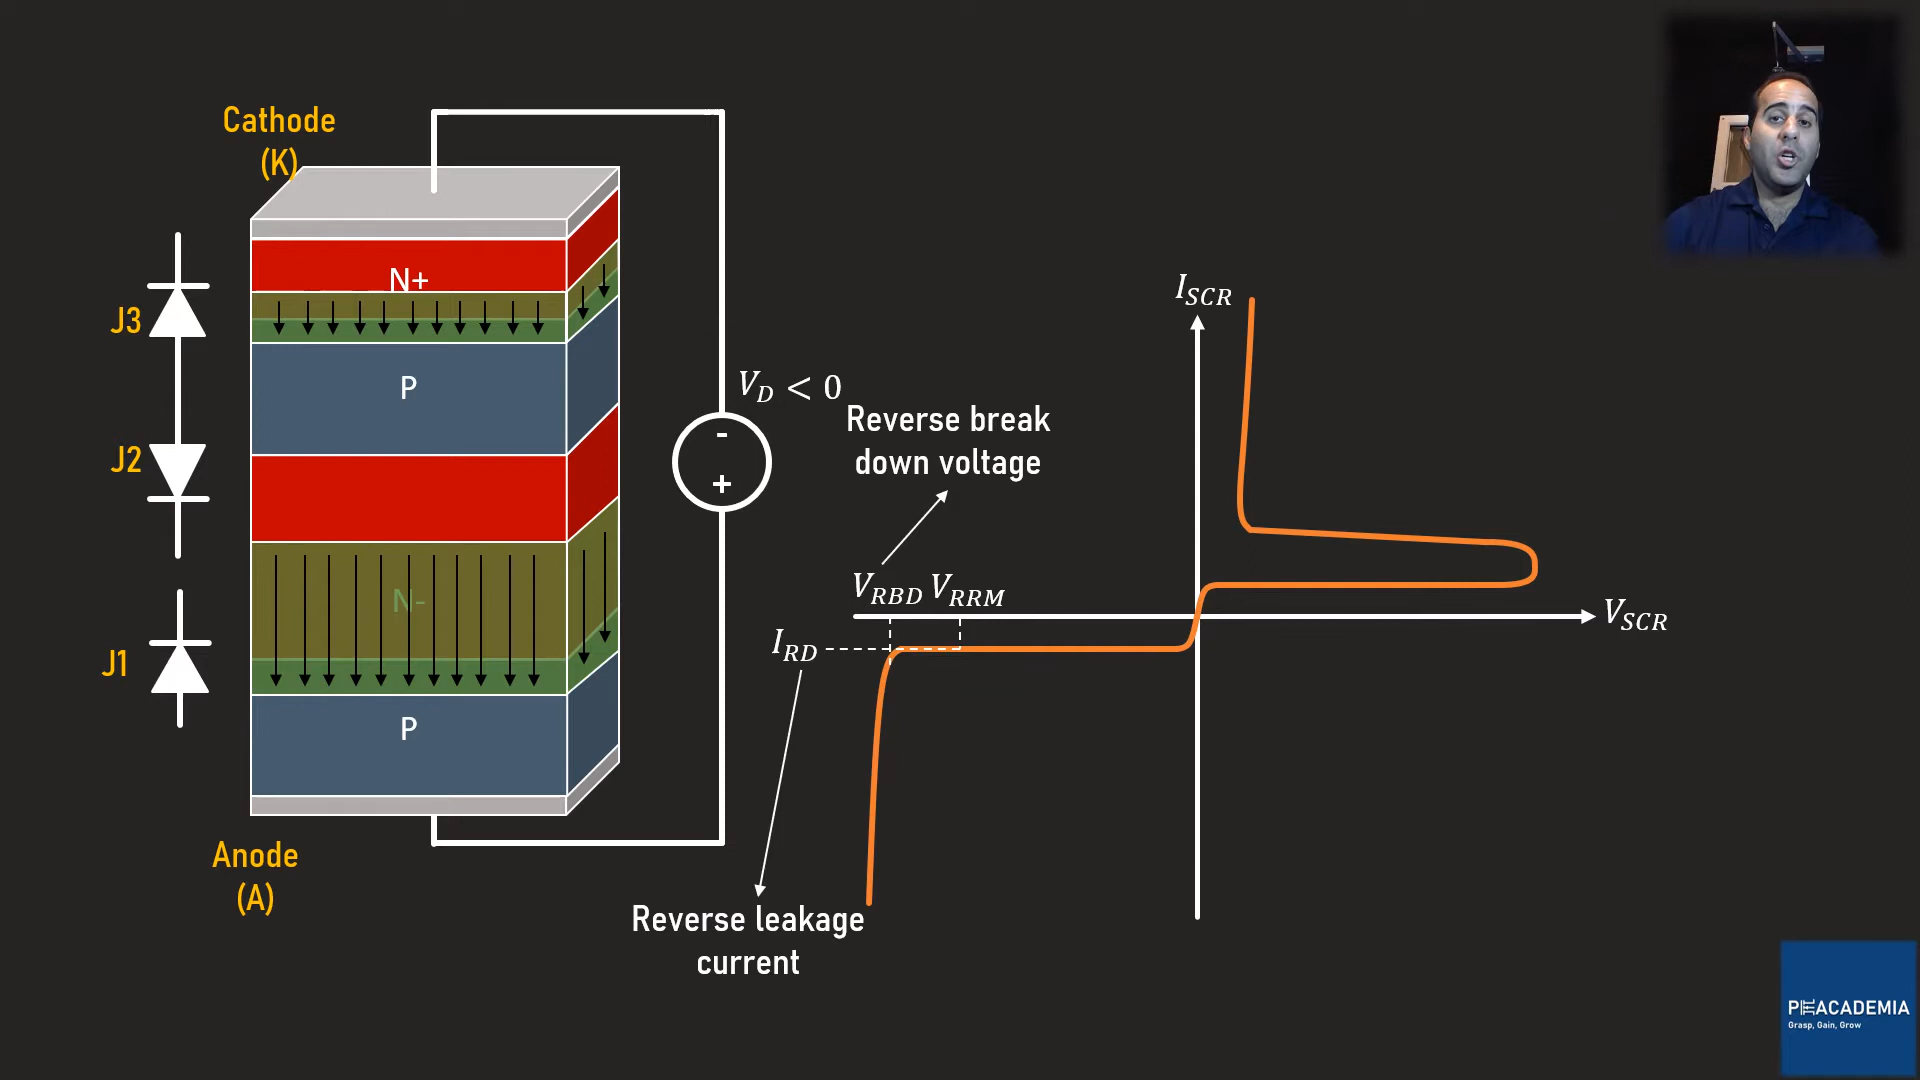 Cathode
(K)
N+
J3
P
J2
N-
J1
P
Anode
(A)
V_D < 0
-
+
Reverse break
down voltage
I_SCR
V_RBD V_RRM
V_SCR
I_RD
Reverse leakage
current
PHACADEMIA
Grasp, Gain, Grow